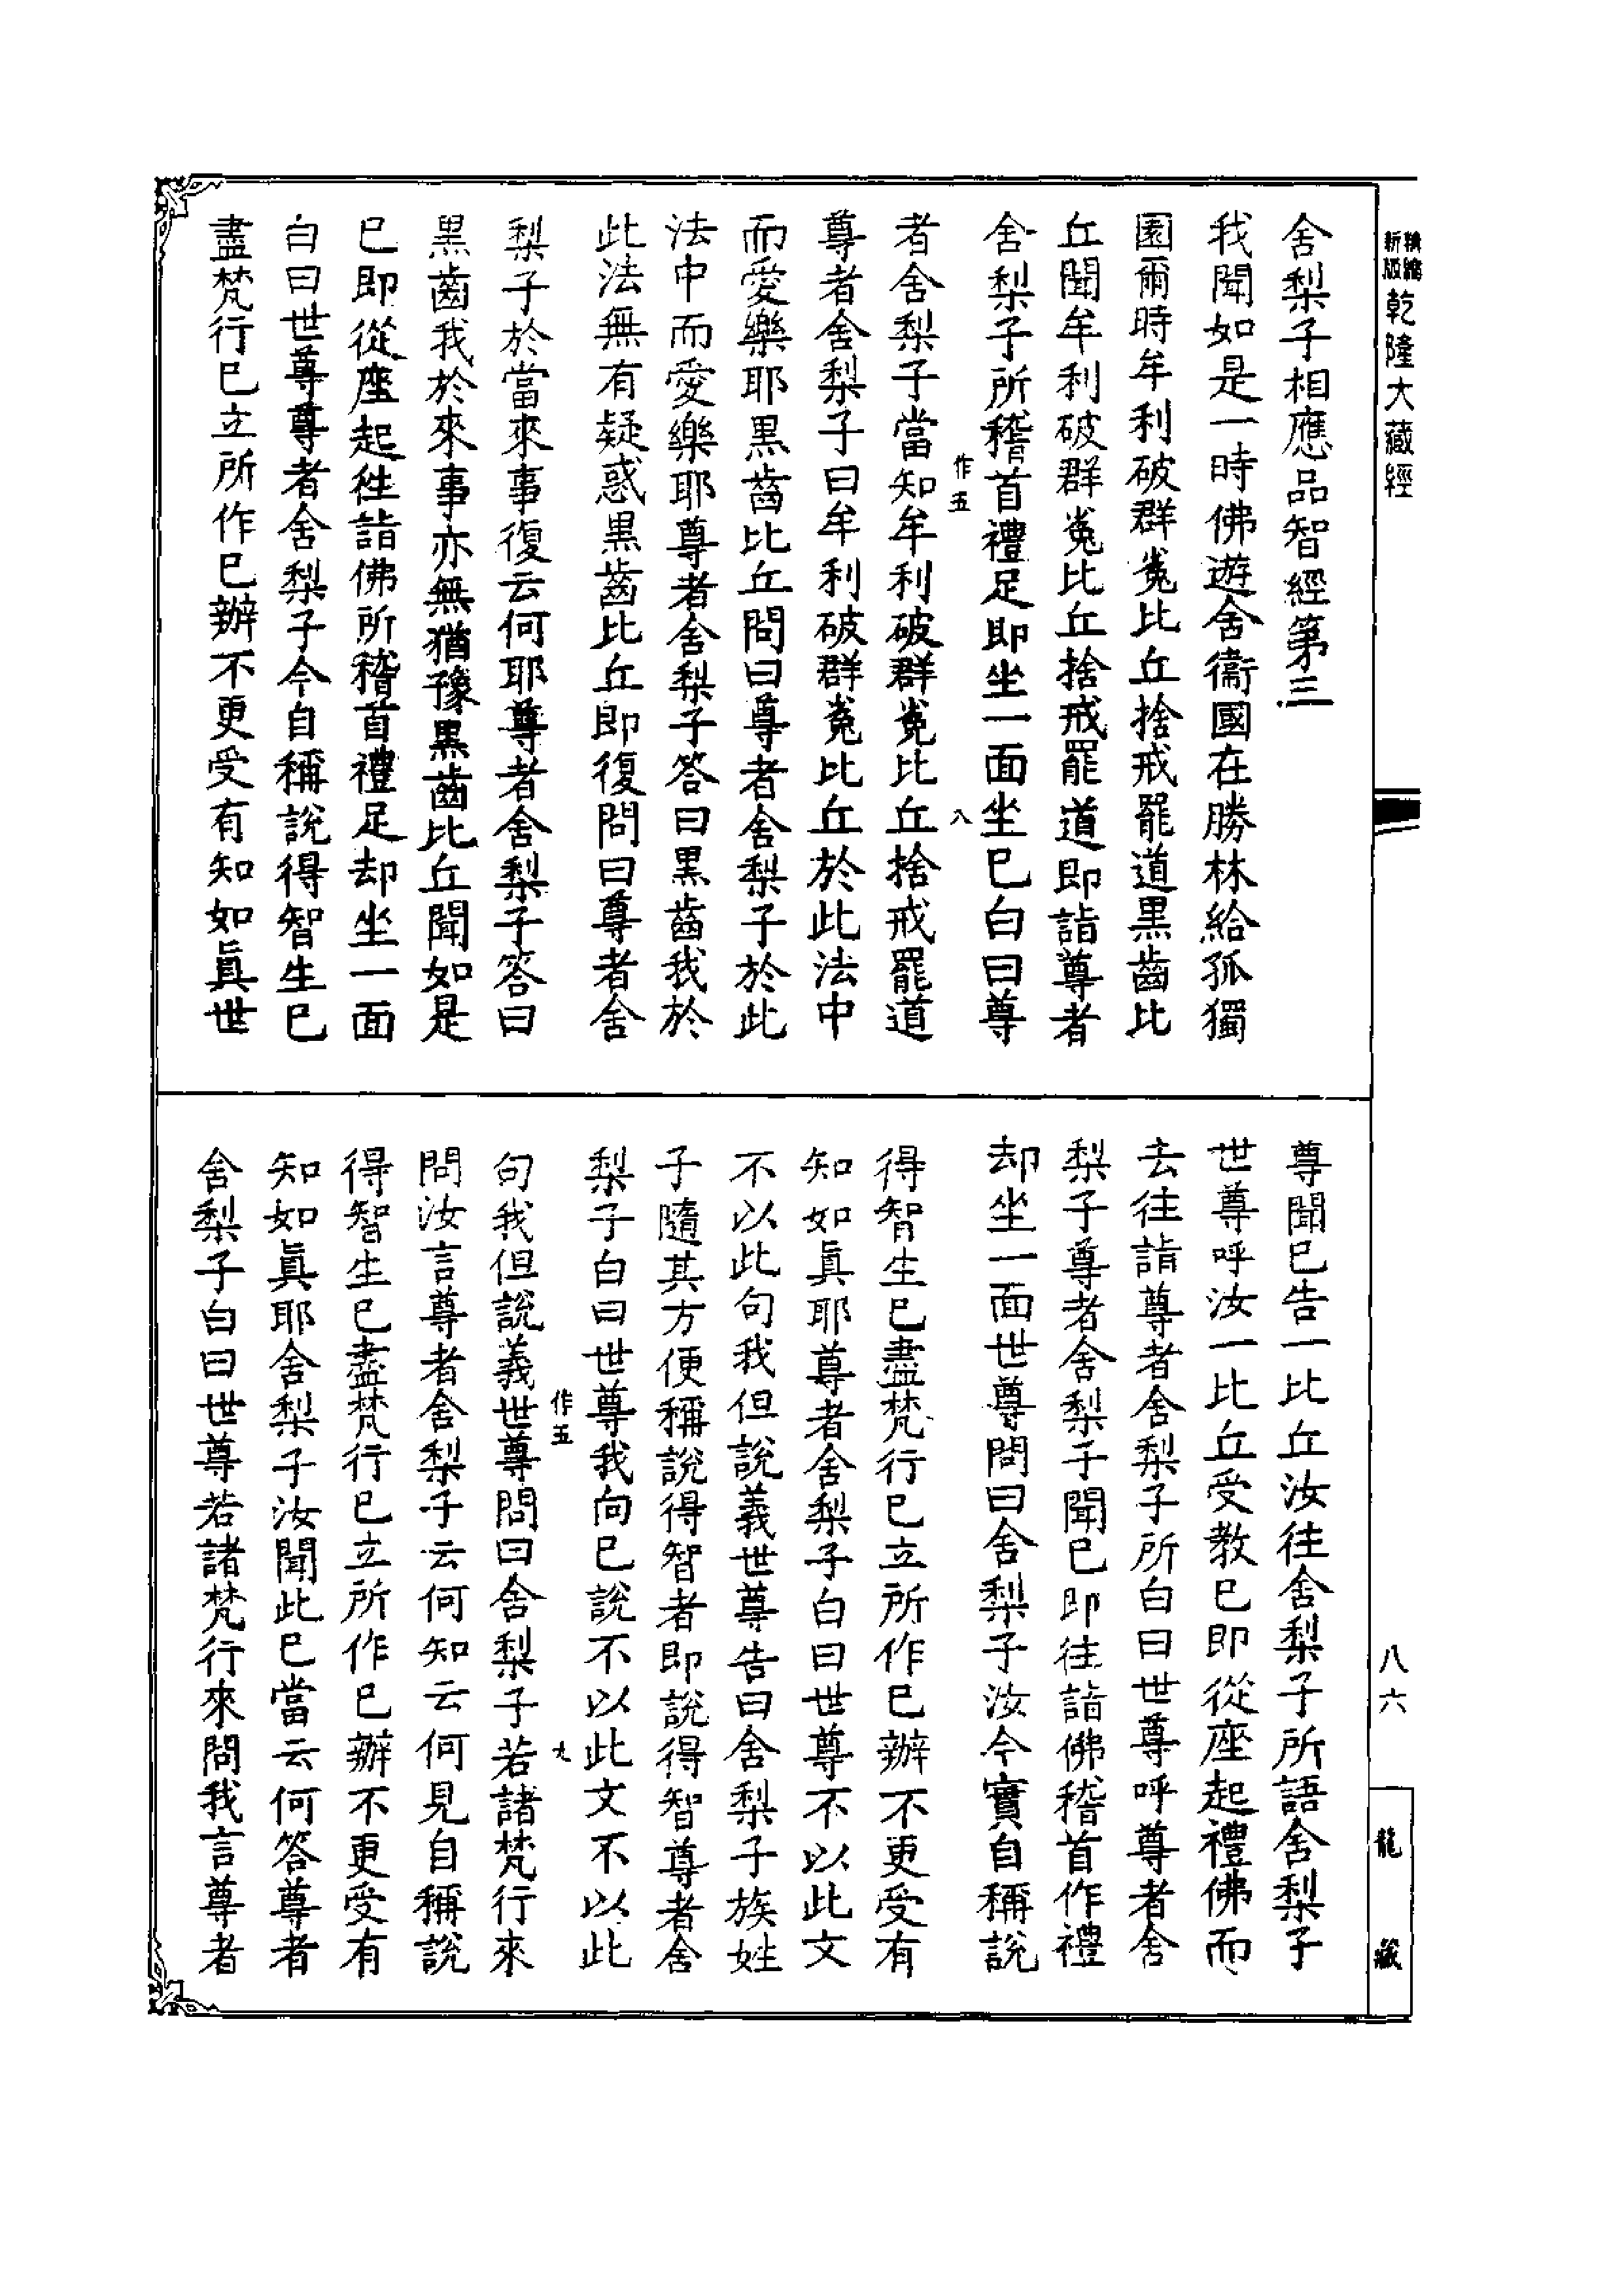 精縮
新版
乾隆大藏經
舍梨子相應品智經第三
我聞如是一時佛遊舍衞國在勝林給孤獨
園爾時牟利破群㝹比丘捨戒罷道黑齒比
丘聞牟利破群㝹比丘捨戒罷道即詣尊者
舍梨子所稽首禮足即坐一面坐已白曰尊
作五
八
者舍梨子當知牟利破群㝹比丘捨戒罷道
尊者舍梨子曰牟利破群㝹比丘於此法中
而愛樂耶黑齒比丘問曰尊者舍梨子於此
法中而愛樂耶尊者舍梨子答曰黑齒我於
此法無有疑惑黑齒比丘即復問曰尊者舍
梨子於當來事復云何耶尊者舍梨子答曰
黑齒我於來事亦無猶豫黑齒比丘聞如是
已即從座起徃詣佛所稽首禮足却坐一面
白曰世尊尊者舍梨子今自稱說得智生已
盡梵行已立所作已辦不更受有知如眞世
尊聞已告一比丘汝往舍梨子所語舍梨子
世尊呼汝一比丘受教已即從座起禮佛而
去往詣尊者舍梨子所白曰世尊呼尊者舍
梨子尊者舍梨子聞已即往詣佛稽首作禮
却坐一面世尊問曰舍梨子汝今實自稱說
得智生已盡梵行已立所作已辦不更受有
知如眞耶尊者舍梨子白曰世尊不以此文
不以此句我但說義世尊告曰舍梨子族姓
子隨其方便稱說得智者即說得智尊者舍
梨子白曰世尊我向已說不以此文不以此
作五
九
句我但說義世尊問曰舍梨子若諸梵行來
問汝言尊者舍梨子云何知云何見自稱說
得智生已盡梵行已立所作已辦不更受有
知如眞耶舍梨子汝聞此已當云何答尊者
舍梨子白曰世尊若諸梵行來問我言尊者
八六
龍藏